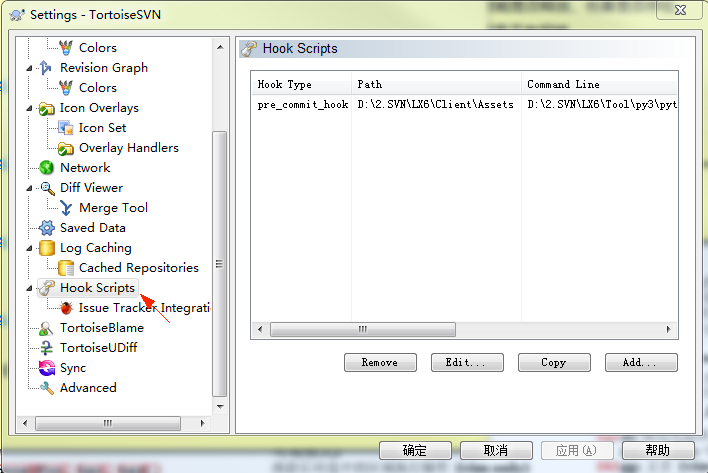 Settings - TortoiseSVN
Colors
Revision Graph
Colors
Icon Overlays
Icon Set
Overlay Handlers
Network
Diff Viewer
Merge Tool
Saved Data
Log Caching
Cached Repositories
Hook Scripts
Issue Tracker Integrati
TortoiseBlame
TortoiseUDiff
Sync
Advanced
Hook Scripts
Hook Type Path Command Line
pre_commit_hook D:\2.SVN\LX6\Client\Assets D:\2.SVN\LX6\Tool\py3\pyt
Remove Edit... Copy Add...
确定 取消 应用(A) 帮助